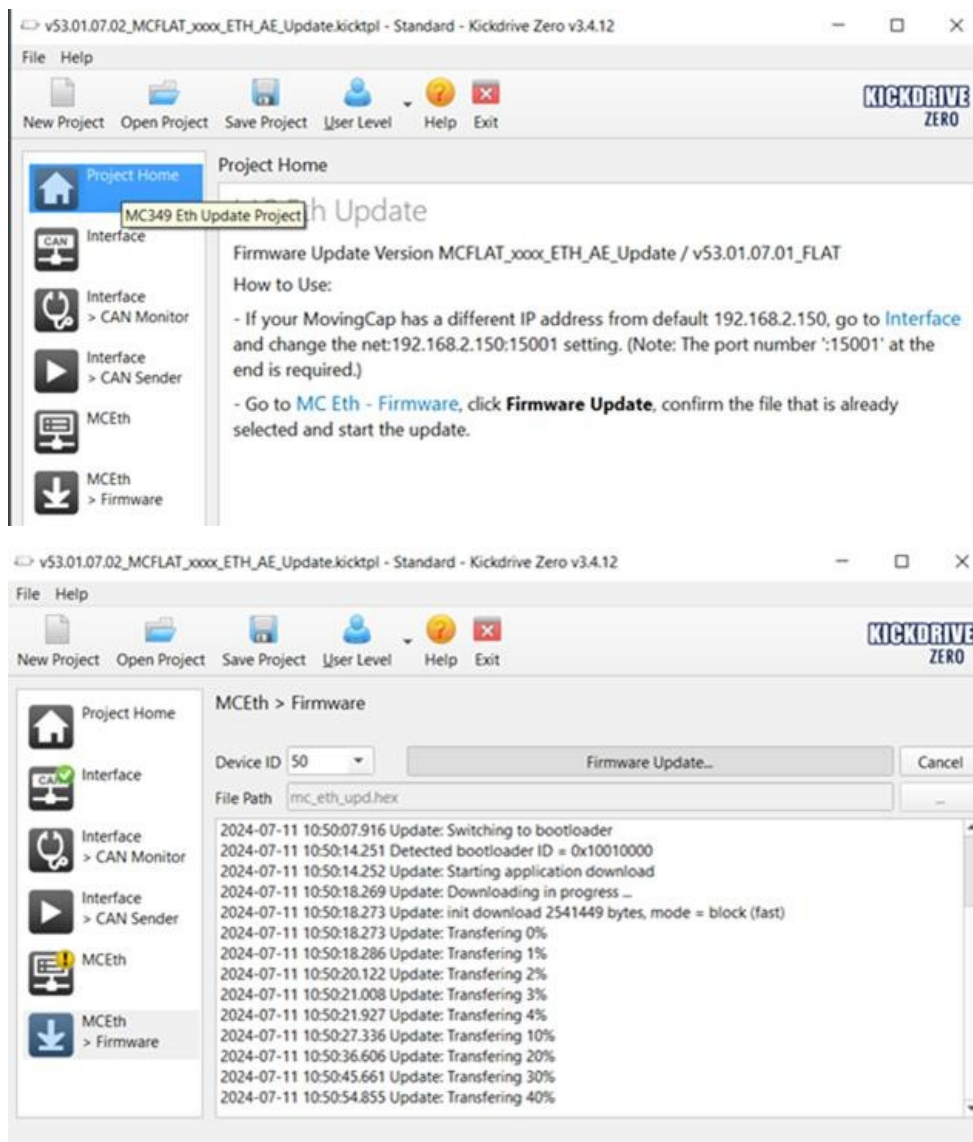 v53.01.07.02_MCFLAT_xxxx_ETH_AE_Update.kicktpl - Standard - Kickdrive Zero v3.4.12
File Help
New Project Open Project Save Project User Level Help Exit
KICKDRIVE
ZERO
Project Home
Project Home
MC349 Eth Update Project
th Update
Interface
Firmware Update Version MCFLAT_xxxx_ETH_AE_Update / v53.01.07.01_FLAT
How to Use:
Interface
> CAN Monitor
- If your MovingCap has a different IP address from default 192.168.2.150, go to Interface
and change the net:192.168.2.150:15001 setting. (Note: The port number ':15001' at the
end is required.)
Interface
> CAN Sender
- Go to MC Eth - Firmware, click Firmware Update, confirm the file that is already
selected and start the update.
MCEth
MCEth
> Firmware
v53.01.07.02_MCFLAT_xxxx_ETH_AE_Update.kicktpl - Standard - Kickdrive Zero v3.4.12
File Help
New Project Open Project Save Project User Level Help Exit
KICKDRIVE
ZERO
Project Home
Interface
Interface
> CAN Monitor
Interface
> CAN Sender
MCEth
MCEth
> Firmware
MCEth > Firmware
Device ID 50 Firmware Update... Cancel
File Path mc_eth_upd.hex ...
2024-07-11 10:50:07.916 Update: Switching to bootloader
2024-07-11 10:50:14.251 Detected bootloader ID = 0x10010000
2024-07-11 10:50:14.252 Update: Starting application download
2024-07-11 10:50:18.269 Update: Downloading in progress ...
2024-07-11 10:50:18.273 Update: init download 2541449 bytes, mode = block (fast)
2024-07-11 10:50:18.273 Update: Transfering 0%
2024-07-11 10:50:18.286 Update: Transfering 1%
2024-07-11 10:50:20.122 Update: Transfering 2%
2024-07-11 10:50:21.008 Update: Transfering 3%
2024-07-11 10:50:21.927 Update: Transfering 4%
2024-07-11 10:50:27.336 Update: Transfering 10%
2024-07-11 10:50:36.606 Update: Transfering 20%
2024-07-11 10:50:45.661 Update: Transfering 30%
2024-07-11 10:50:54.855 Update: Transfering 40%